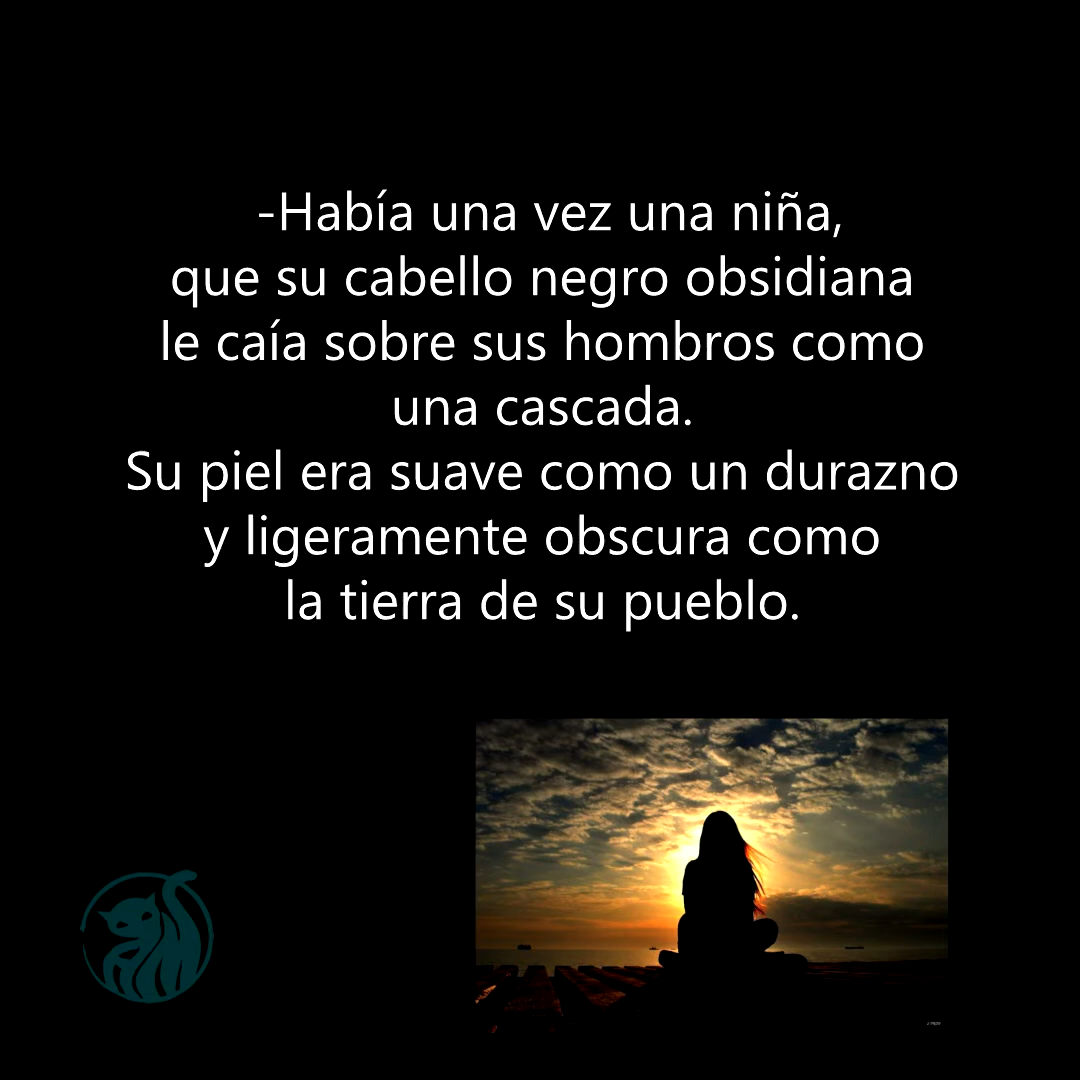 -Había una vez una niña,
que su cabello negro obsidiana
le caía sobre sus hombros como
una cascada.
Su piel era suave como un durazno
y ligeramente obscura como
la tierra de su pueblo.